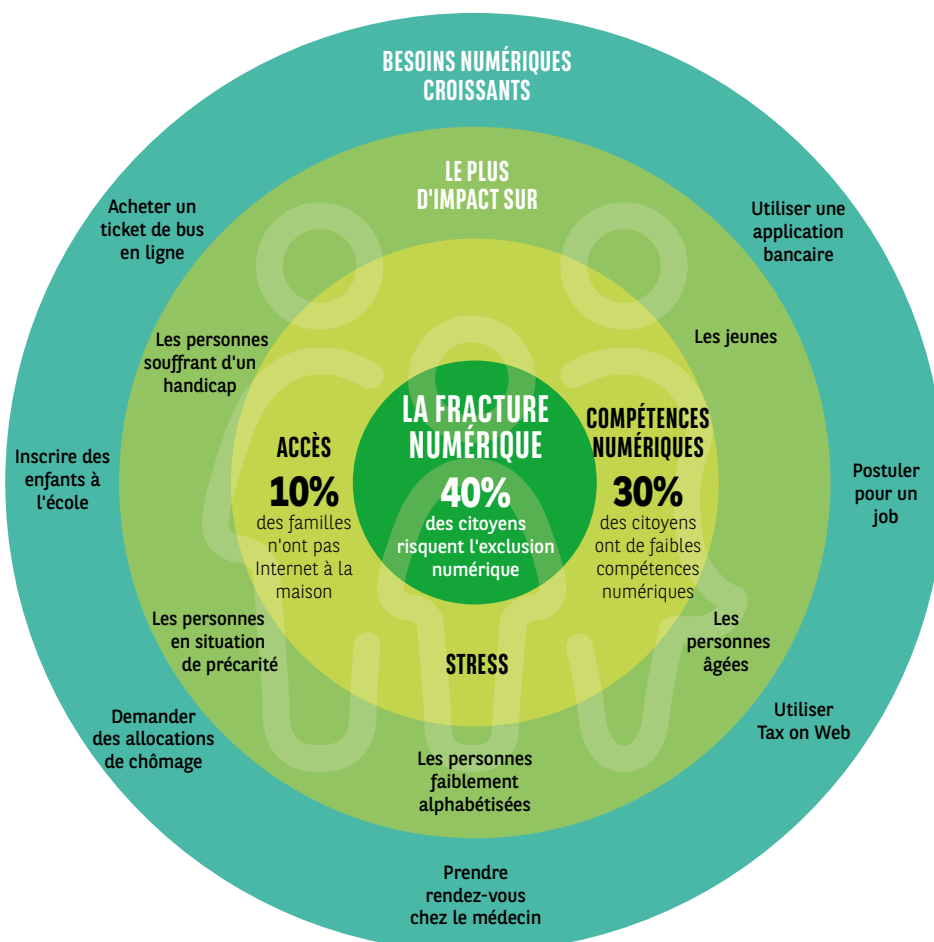 BESOINS NUMÉRIQUES
CROISSANTS
LE PLUS
D'IMPACT SUR
Acheter un
ticket de bus
en ligne
Utiliser une
application
bancaire
Les personnes
souffrant d'un
handicap
Les jeunes
Inscrire des
enfants à
l'école
ACCÈS
10%
des familles
n'ont pas
Internet à la
maison
LA FRACTURE
NUMÉRIQUE
40%
des citoyens
risquent l'exclusion
numérique
COMPÉTENCES
NUMÉRIQUES
30%
des citoyens
ont de faibles
compétences
numériques
Postuler
pour un
job
Les personnes
en situation
de précarité
STRESS
Les
personnes
âgées
Demander
des allocations
de chômage
Utiliser
Tax on Web
Les personnes
faiblement
alphabétisées
Prendre
rendez-vous
chez le médecin